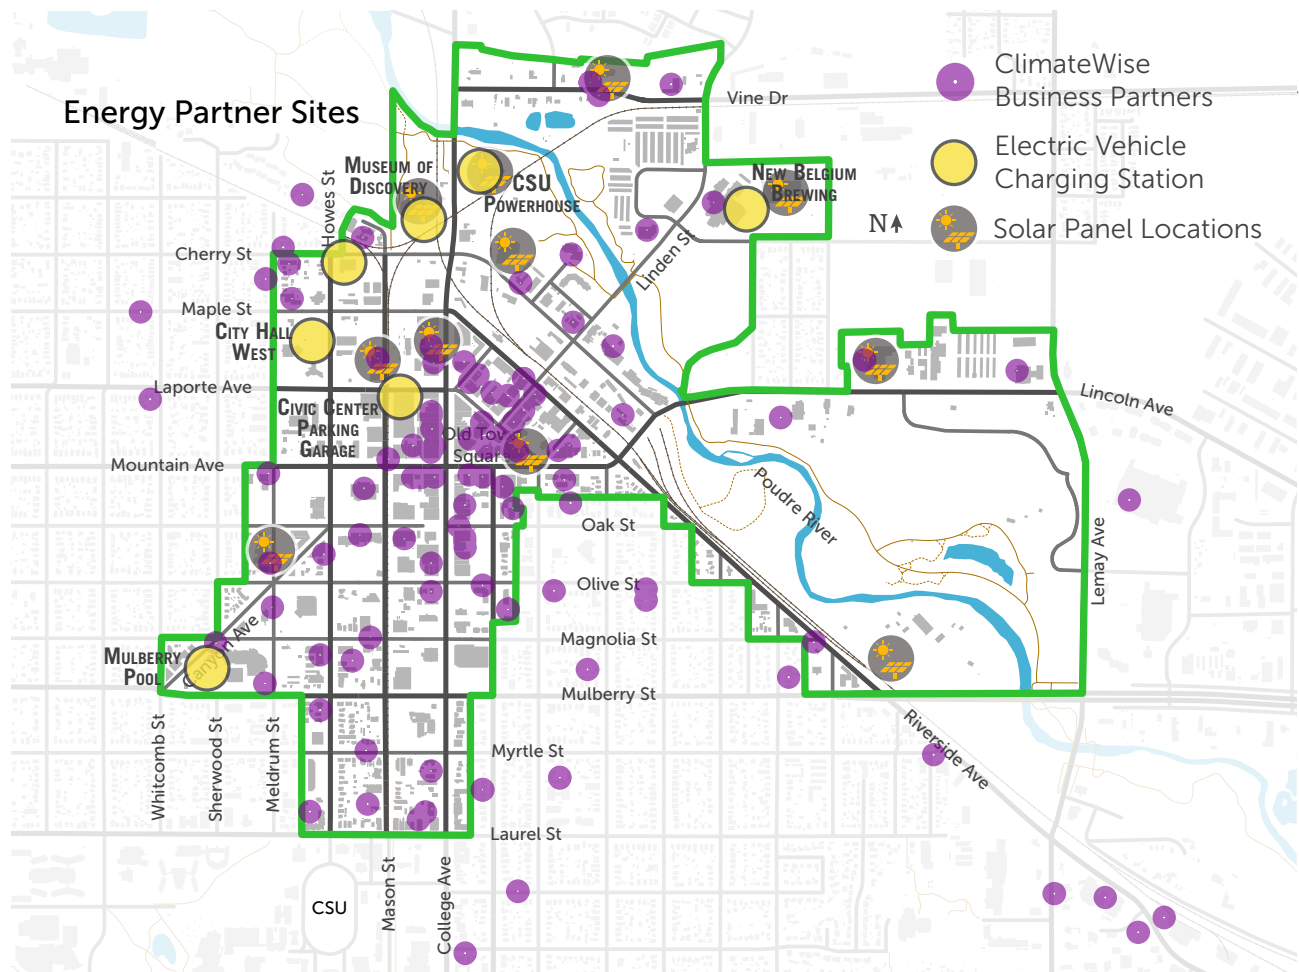 Energy Partner Sites
ClimateWise
Business Partners
Electric Vehicle
Charging Station
Solar Panel Locations
N
Vine Dr
Museum of
Discovery
CSU
Powerhouse
New Belgium
Brewing
Howes St
Cherry St
Linden St
Maple St
City Hall
West
Laporte Ave
Lincoln Ave
Civic Center
Parking
Garage
Old Town
Square
Mountain Ave
Poudre River
Oak St
Lemay Ave
Olive St
Canyon Ave
Magnolia St
Mulberry
Pool
Mulberry St
Whitcomb St
Sherwood St
Meldrum St
Riverside Ave
Myrtle St
Laurel St
CSU
Mason St
College Ave